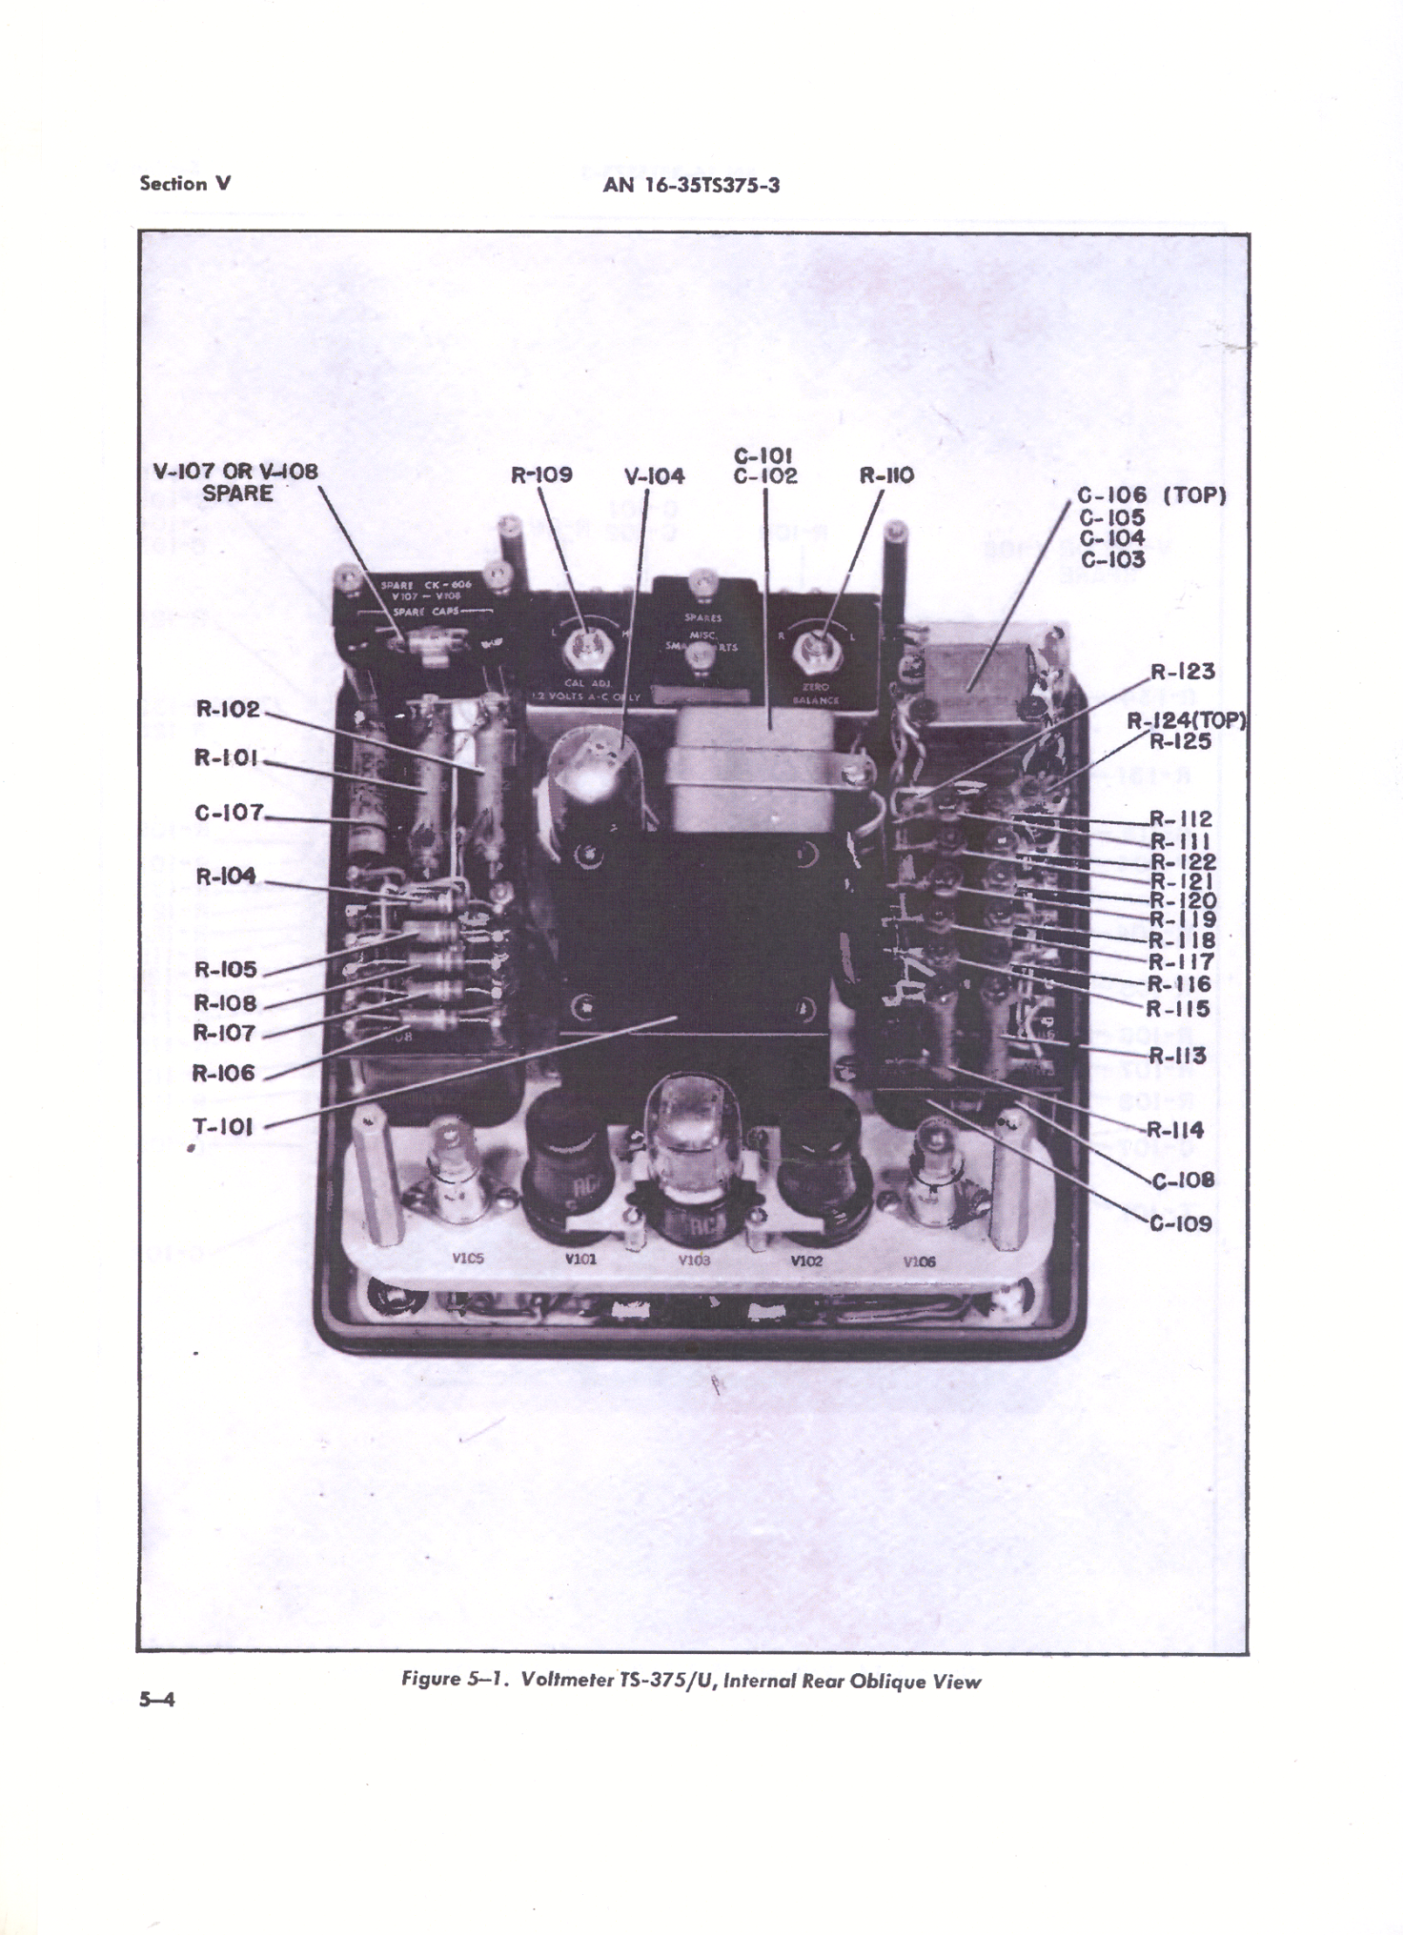 Section V
AN 16-35TS375-3
V-107 OR V-108
SPARE
R-109
V-104
C-101
C-102
R-110
C-106 (TOP)
C-105
C-104
C-103
SPARE CK-606
V107 - V108
SPARE CAPS
L
CAL ADJ.
1.2 VOLTS A-C ONLY
SPARES
MISC.
SMALL PARTS
R
L
ZERO
BALANCE
R-102
R-101
C-107
R-104
R-105
R-108
R-107
R-106
T-101
R-123
R-124(TOP)
R-125
R-112
R-111
R-122
R-121
R-120
R-119
R-118
R-117
R-116
R-115
R-113
R-114
C-108
C-109
V105
V101
V103
V102
V106
Figure 5-1. Voltmeter TS-375/U, Internal Rear Oblique View
5-4